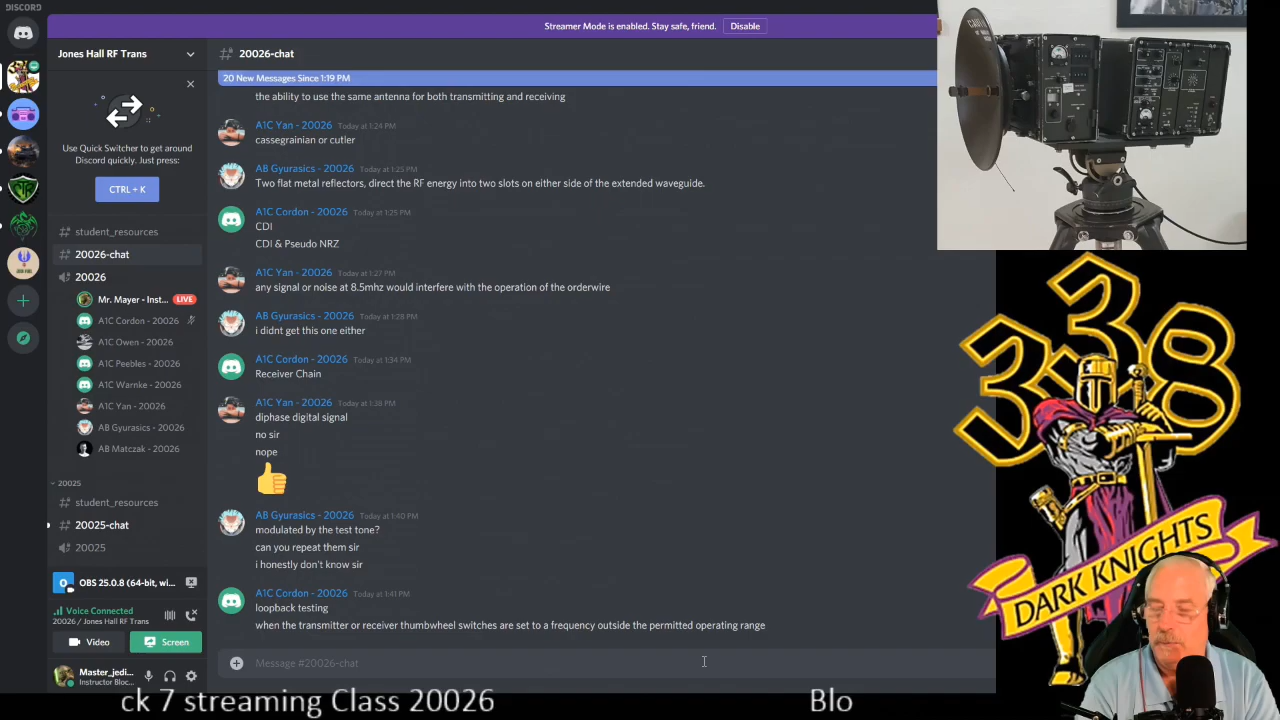 DISCORD
Streamer Mode is enabled. Stay safe, friend.
Disable
Jones Hall RF Trans
Use Quick Switcher to get around
Discord quickly. Just press:
CTRL + K
student_resources
20026-chat
20026
Mr. Mayer - Inst...
LIVE
A1C Cordon - 20026
A1C Owen - 20026
A1C Peebles - 20026
A1C Warnke - 20026
A1C Yan - 20026
AB Gyurasics - 20026
AB Matczak - 20026
20025
student_resources
20025-chat
20025
OBS 25.0.8 (64-bit, wi...
Voice Connected
20026 / Jones Hall RF Trans
Video
Screen
Master_jedi...
Instructor Bloc...
20026-chat
20 New Messages Since 1:19 PM
the ability to use the same antenna for both transmitting and receiving
A1C Yan - 20026 Today at 1:24 PM
cassegrainian or cutler
AB Gyurasics - 20026 Today at 1:25 PM
Two flat metal reflectors, direct the RF energy into two slots on either side of the extended waveguide.
A1C Cordon - 20026 Today at 1:25 PM
CDI
CDI & Pseudo NRZ
A1C Yan - 20026 Today at 1:27 PM
any signal or noise at 8.5mhz would interfere with the operation of the orderwire
AB Gyurasics - 20026 Today at 1:28 PM
i didnt get this one either
A1C Cordon - 20026 Today at 1:34 PM
Receiver Chain
A1C Yan - 20026 Today at 1:38 PM
diphase digital signal
no sir
nope
AB Gyurasics - 20026 Today at 1:40 PM
modulated by the test tone?
can you repeat them sir
i honestly don't know sir
A1C Cordon - 20026 Today at 1:41 PM
loopback testing
when the transmitter or receiver thumbwheel switches are set to a frequency outside the permitted operating range
Message #20026-chat
338
DARK KNIGHTS
ck 7 streaming Class 20026
Blo